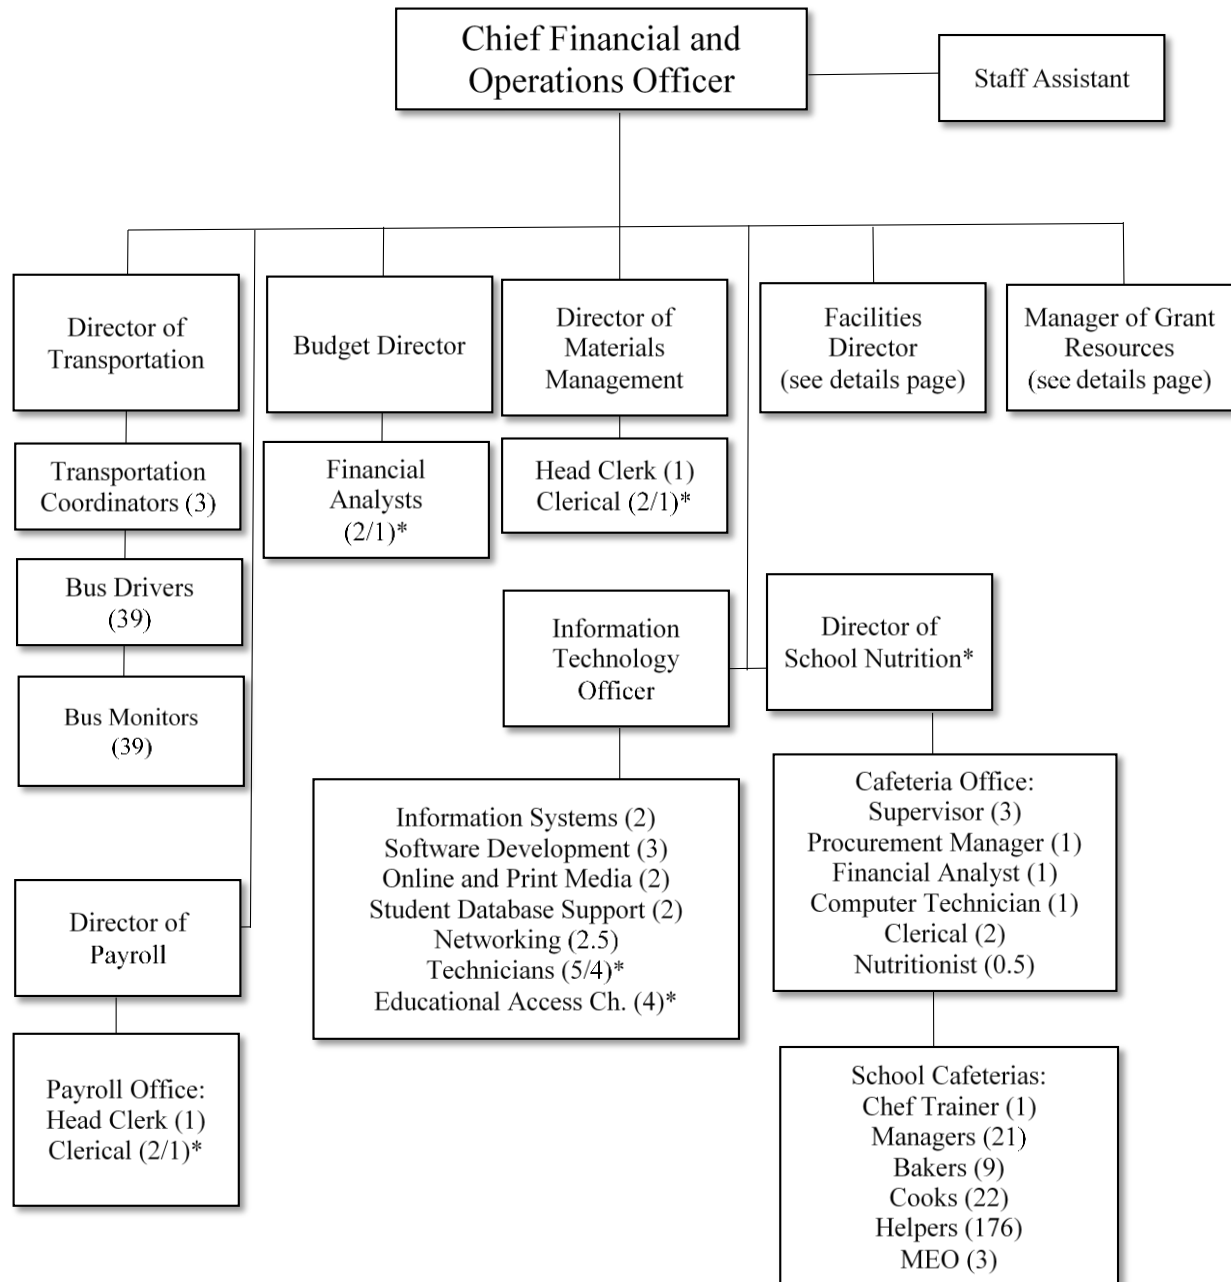 Chief Financial and
Operations Officer
Staff Assistant
Director of
Transportation
Budget Director
Director of
Materials
Management
Facilities
Director
(see details page)
Manager of Grant
Resources
(see details page)
Transportation
Coordinators (3)
Financial
Analysts
(2/1)*
Head Clerk (1)
Clerical (2/1)*
Bus Drivers
(39)
Bus Monitors
(39)
Information
Technology
Officer
Director of
School Nutrition*
Information Systems (2)
Software Development (3)
Online and Print Media (2)
Student Database Support (2)
Networking (2.5)
Technicians (5/4)*
Educational Access Ch. (4)*
Cafeteria Office:
Supervisor (3)
Procurement Manager (1)
Financial Analyst (1)
Computer Technician (1)
Clerical (2)
Nutritionist (0.5)
Director of
Payroll
Payroll Office:
Head Clerk (1)
Clerical (2/1)*
School Cafeterias:
Chef Trainer (1)
Managers (21)
Bakers (9)
Cooks (22)
Helpers (176)
MEO (3)